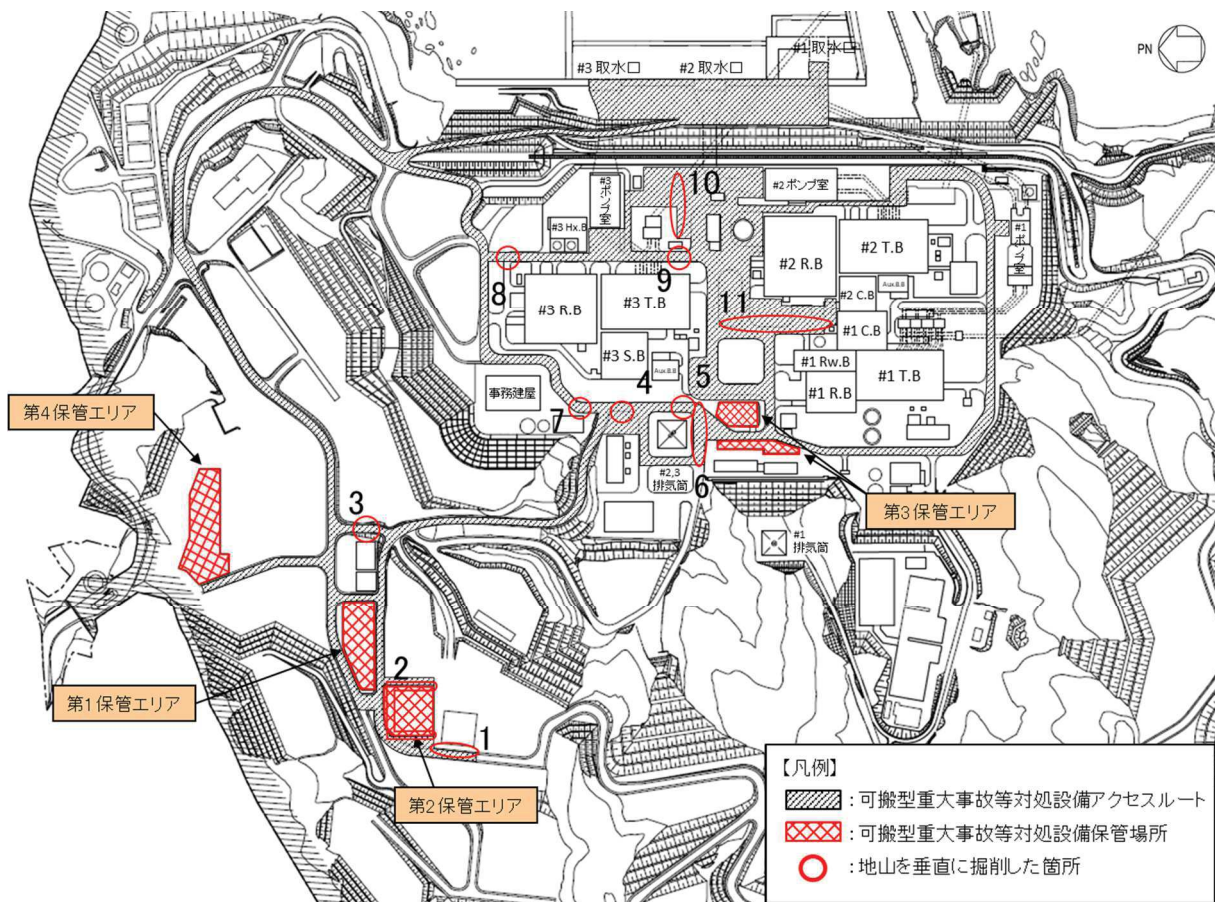 #1 取水口
#3 取水口
#2 取水口
PN
#3
ポンプ室
10
#2 ポンプ室
#1
ポンプ室
#3 Hx.B
#2 R.B
#2 T.B
8
9
#3 R.B
#3 T.B
11
Aux.B.B
#2 C.B
#1 C.B
#3 S.B
Aux.B.B
#1 Rw.B
#1 R.B
#1 T.B
事務建屋
4
5
7
第4保管エリア
#2,3
排気筒
6
第3保管エリア
3
#1
排気筒
2
第1保管エリア
1
第2保管エリア
【凡例】
:可搬型重大事故等対処設備アクセスルート
:可搬型重大事故等対処設備保管場所
:地山を垂直に掘削した箇所